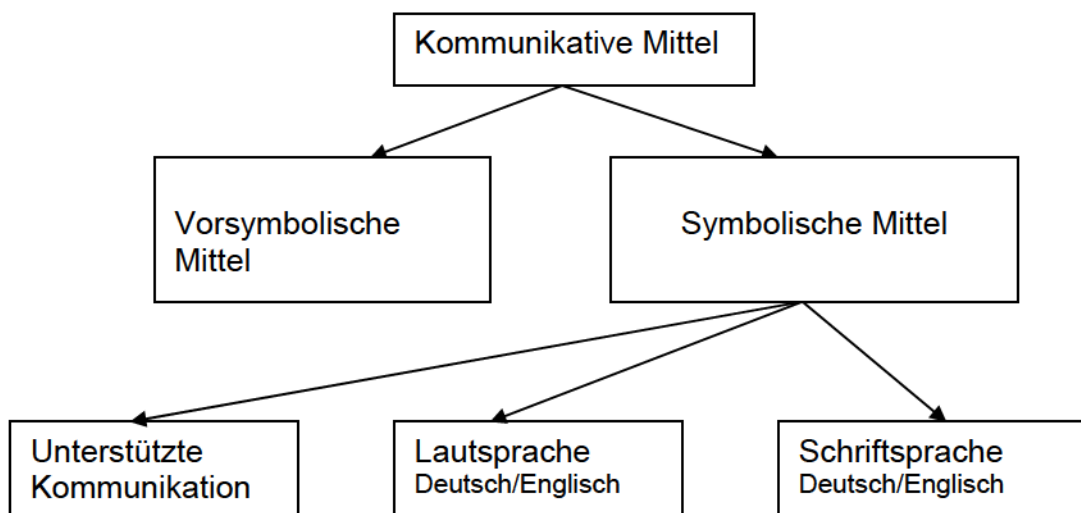 Kommunikative Mittel
Vorsymbolische
Mittel
Symbolische Mittel
Unterstützte
Kommunikation
Lautsprache
Deutsch/Englisch
Schriftsprache
Deutsch/Englisch